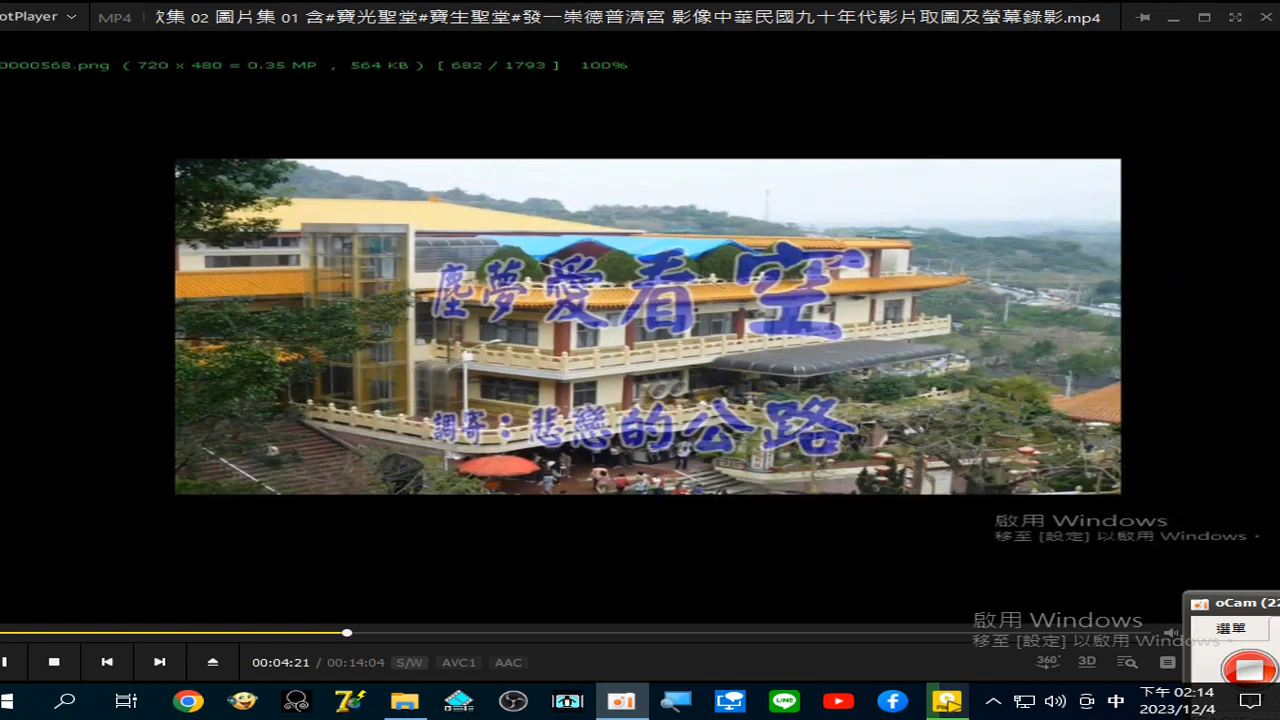 otPlayer
MP4
欠集 02 圖片集 01 含#寶光聖堂#寶生聖堂#發一崇德普濟宮 影像中華民國九十年代影片取圖及螢幕錄影.mp4
0000568.png ( 720 x 480 = 0.35 MP , 564 KB ) [ 682 / 1793 ] 100%
塵夢愛看空
調寄：悲戀的公路
啟用 Windows
移至 [設定] 以啟用 Windows。
oCam (22
啟用 Windows
移至 [設定] 以啟用 Windows。
選單
00:04:21 / 00:14:04 S/W AVC1 AAC
360° 3D
LINE
中
下午 02:14
2023/12/4